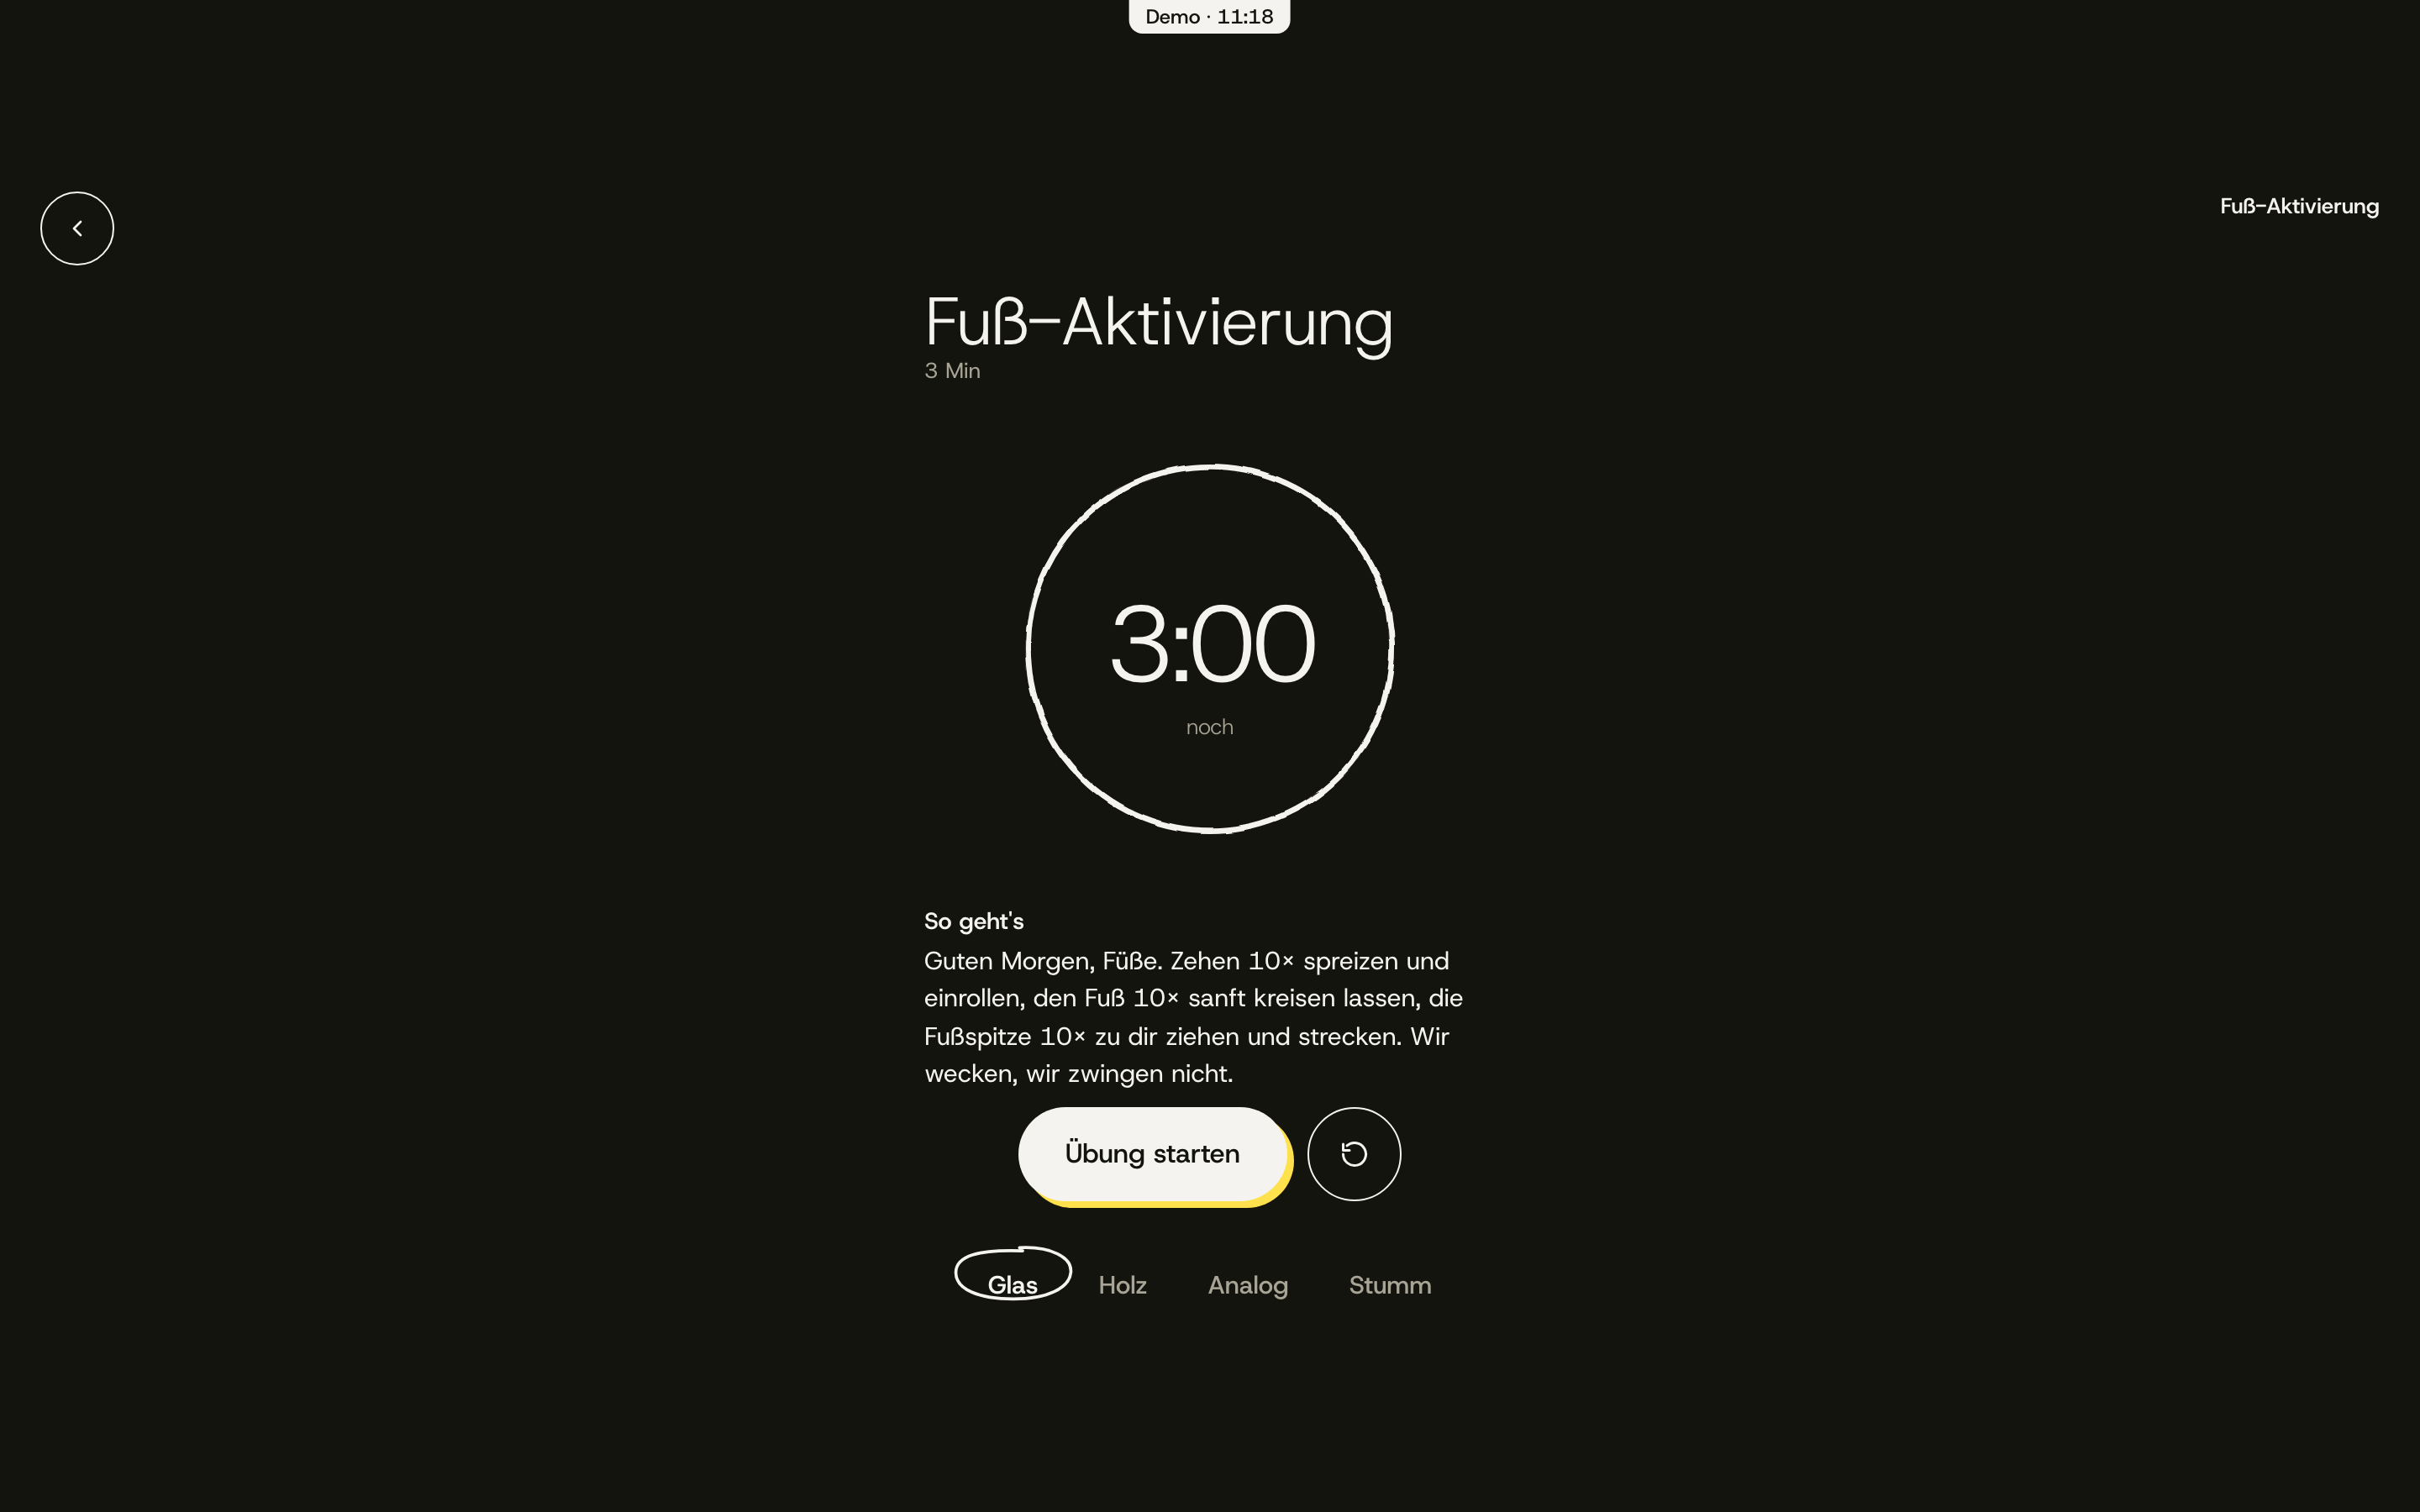 Demo · 11:18
Fuß-Aktivierung
Fuß-Aktivierung
3 Min
3:00
noch
So geht's
Guten Morgen, Füße. Zehen 10× spreizen und
einrollen, den Fuß 10× sanft kreisen lassen, die
Fußspitze 10× zu dir ziehen und strecken. Wir
wecken, wir zwingen nicht.
Übung starten
Glas Holz Analog Stumm